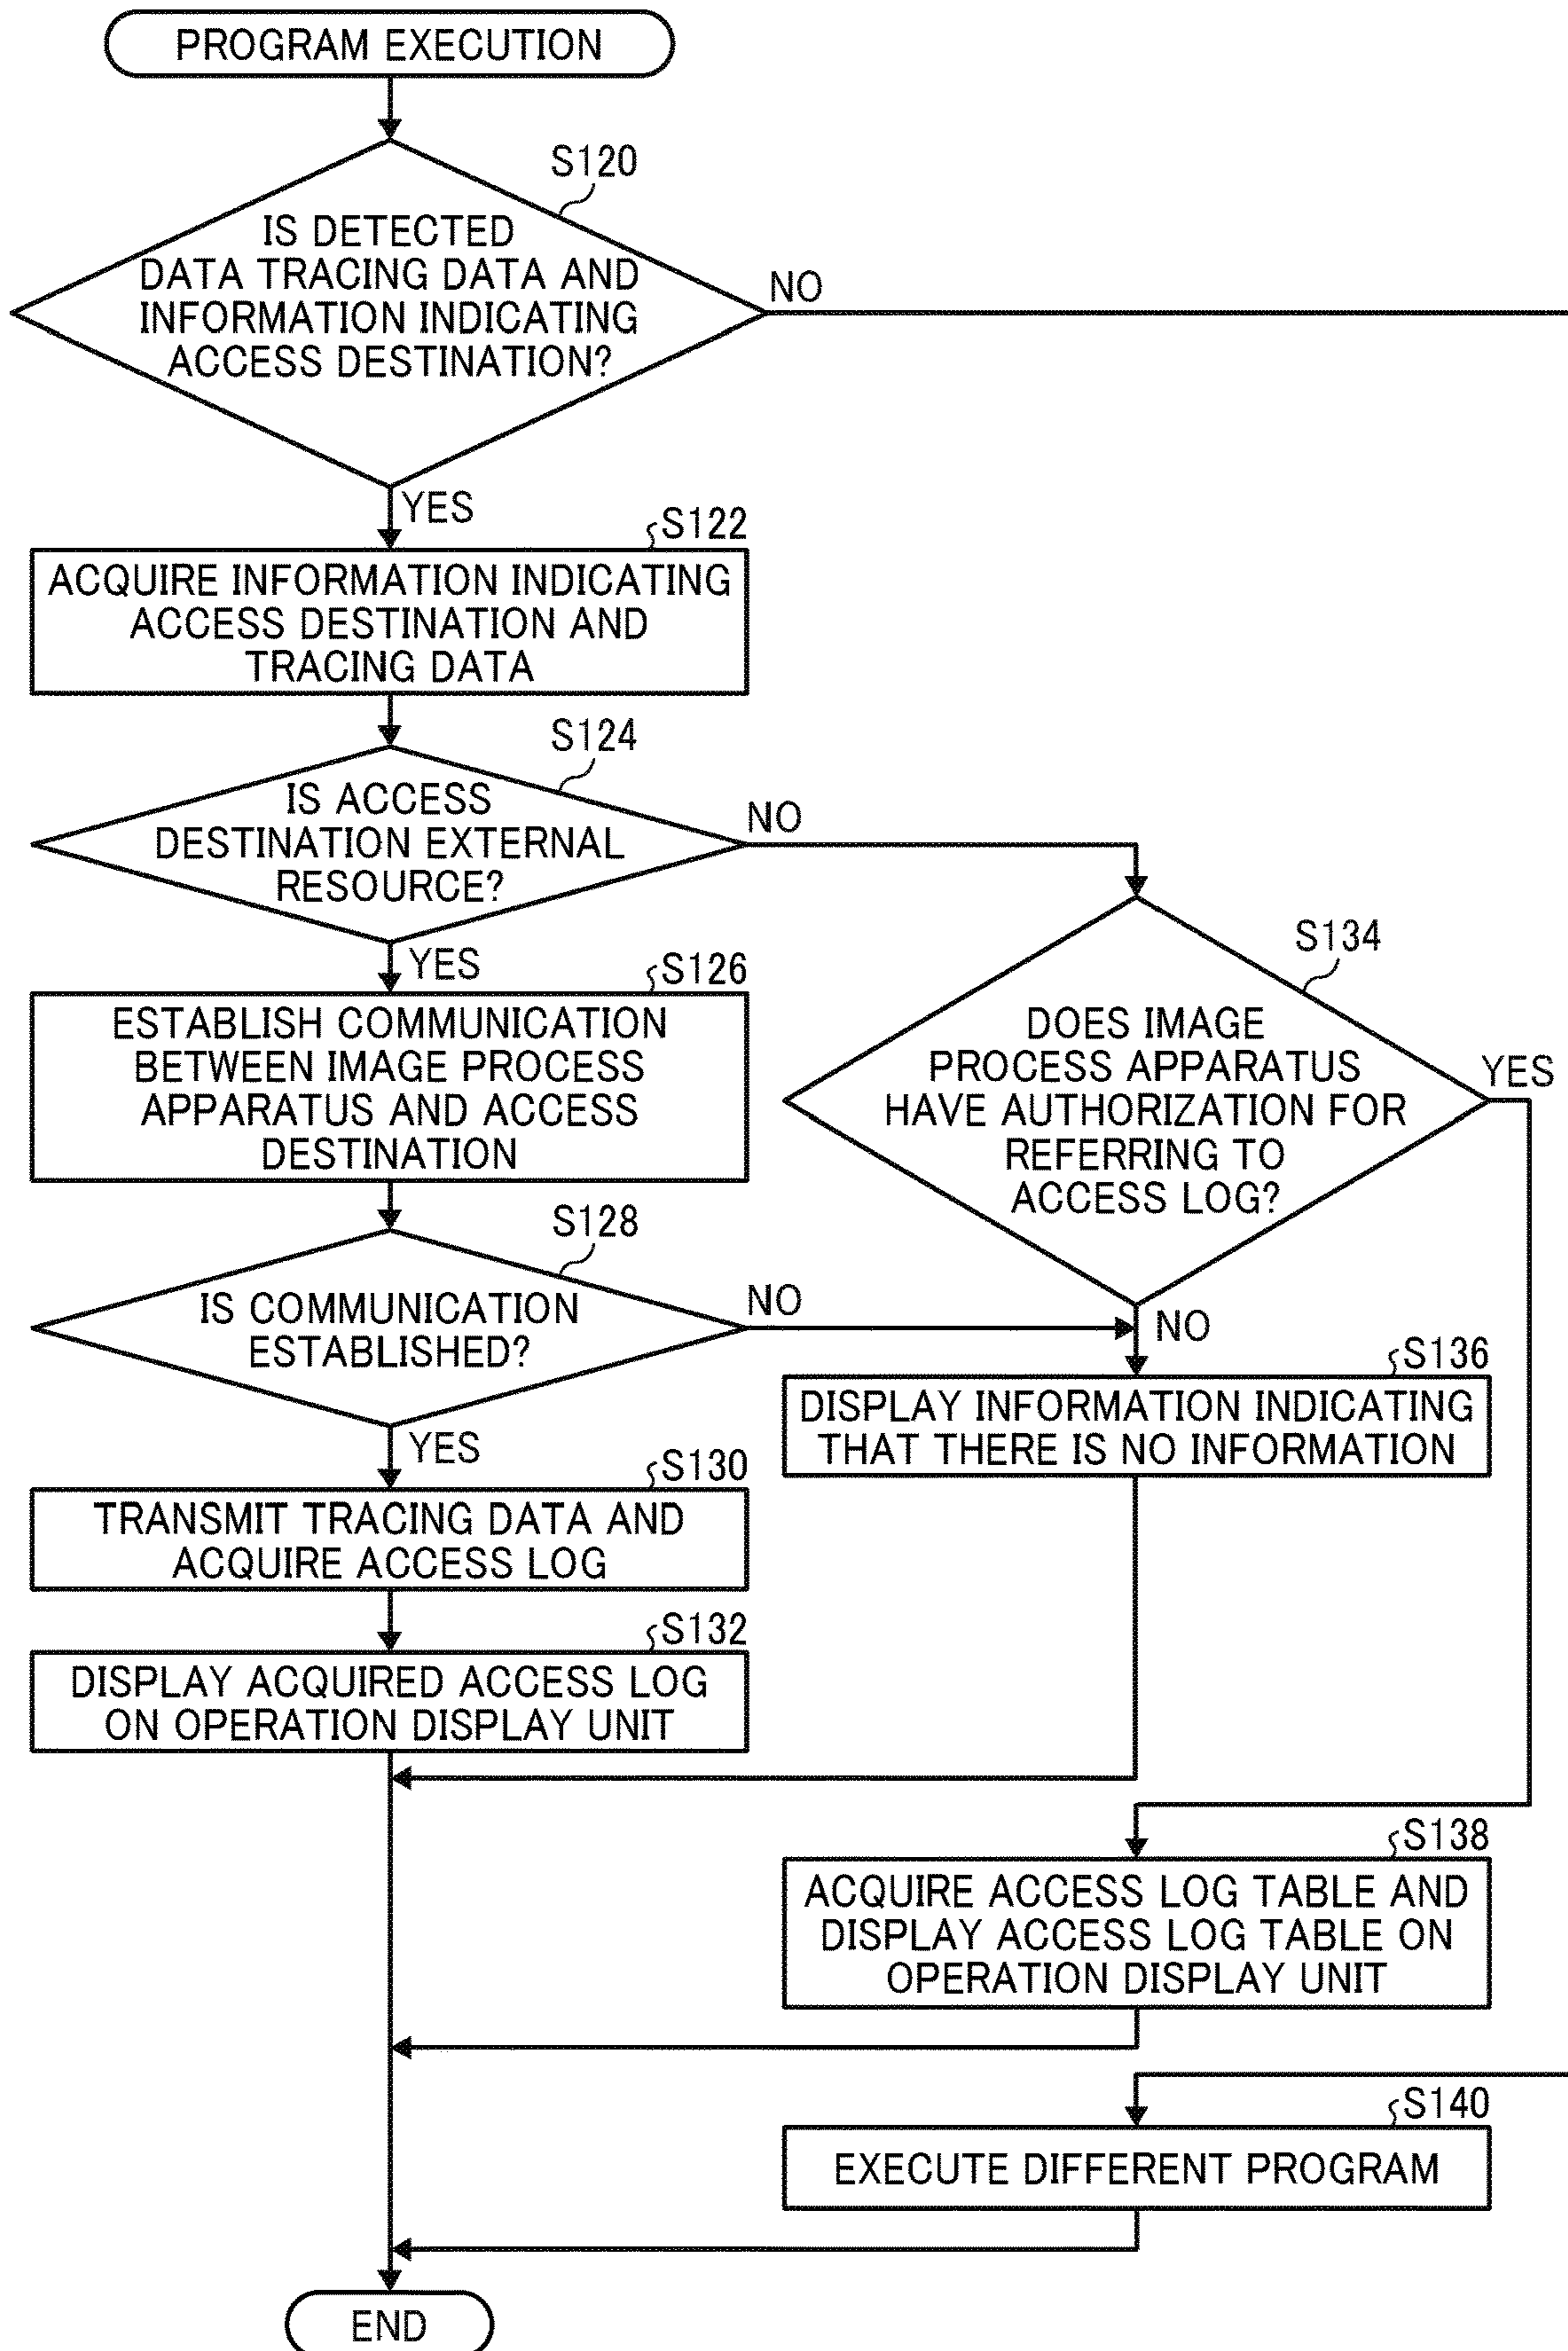 PROGRAM EXECUTION
S120
IS DETECTED
DATA TRACING DATA AND
INFORMATION INDICATING
ACCESS DESTINATION?
NO
YES
S122
ACQUIRE INFORMATION INDICATING
ACCESS DESTINATION AND
TRACING DATA
S124
IS ACCESS
DESTINATION EXTERNAL
RESOURCE?
NO
YES
S126
ESTABLISH COMMUNICATION
BETWEEN IMAGE PROCESS
APPARATUS AND ACCESS
DESTINATION
S134
DOES IMAGE
PROCESS APPARATUS
HAVE AUTHORIZATION FOR
REFERRING TO
ACCESS LOG?
YES
NO
S128
IS COMMUNICATION
ESTABLISHED?
NO
YES
S136
DISPLAY INFORMATION INDICATING
THAT THERE IS NO INFORMATION
S130
TRANSMIT TRACING DATA AND
ACQUIRE ACCESS LOG
S132
DISPLAY ACQUIRED ACCESS LOG
ON OPERATION DISPLAY UNIT
S138
ACQUIRE ACCESS LOG TABLE AND
DISPLAY ACCESS LOG TABLE ON
OPERATION DISPLAY UNIT
S140
EXECUTE DIFFERENT PROGRAM
END